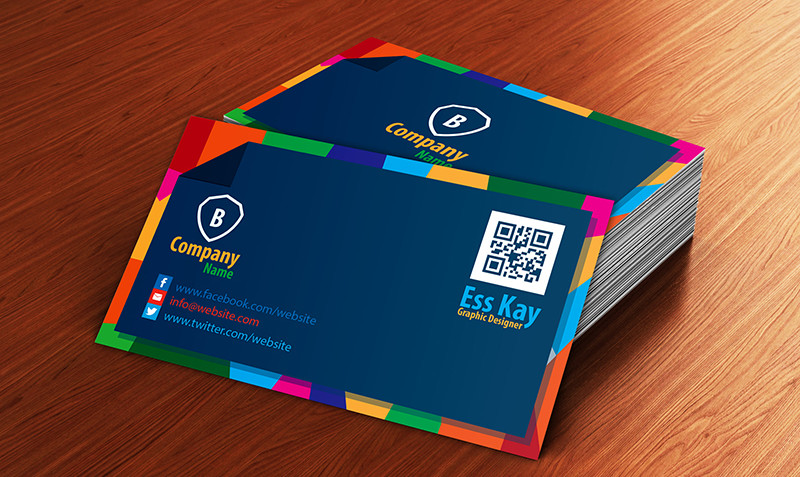 B
Company
Name
B
Company
Name
www.facebook.com/website
info@website.com
www.twitter.com/website
Ess Kay
Graphic Designer